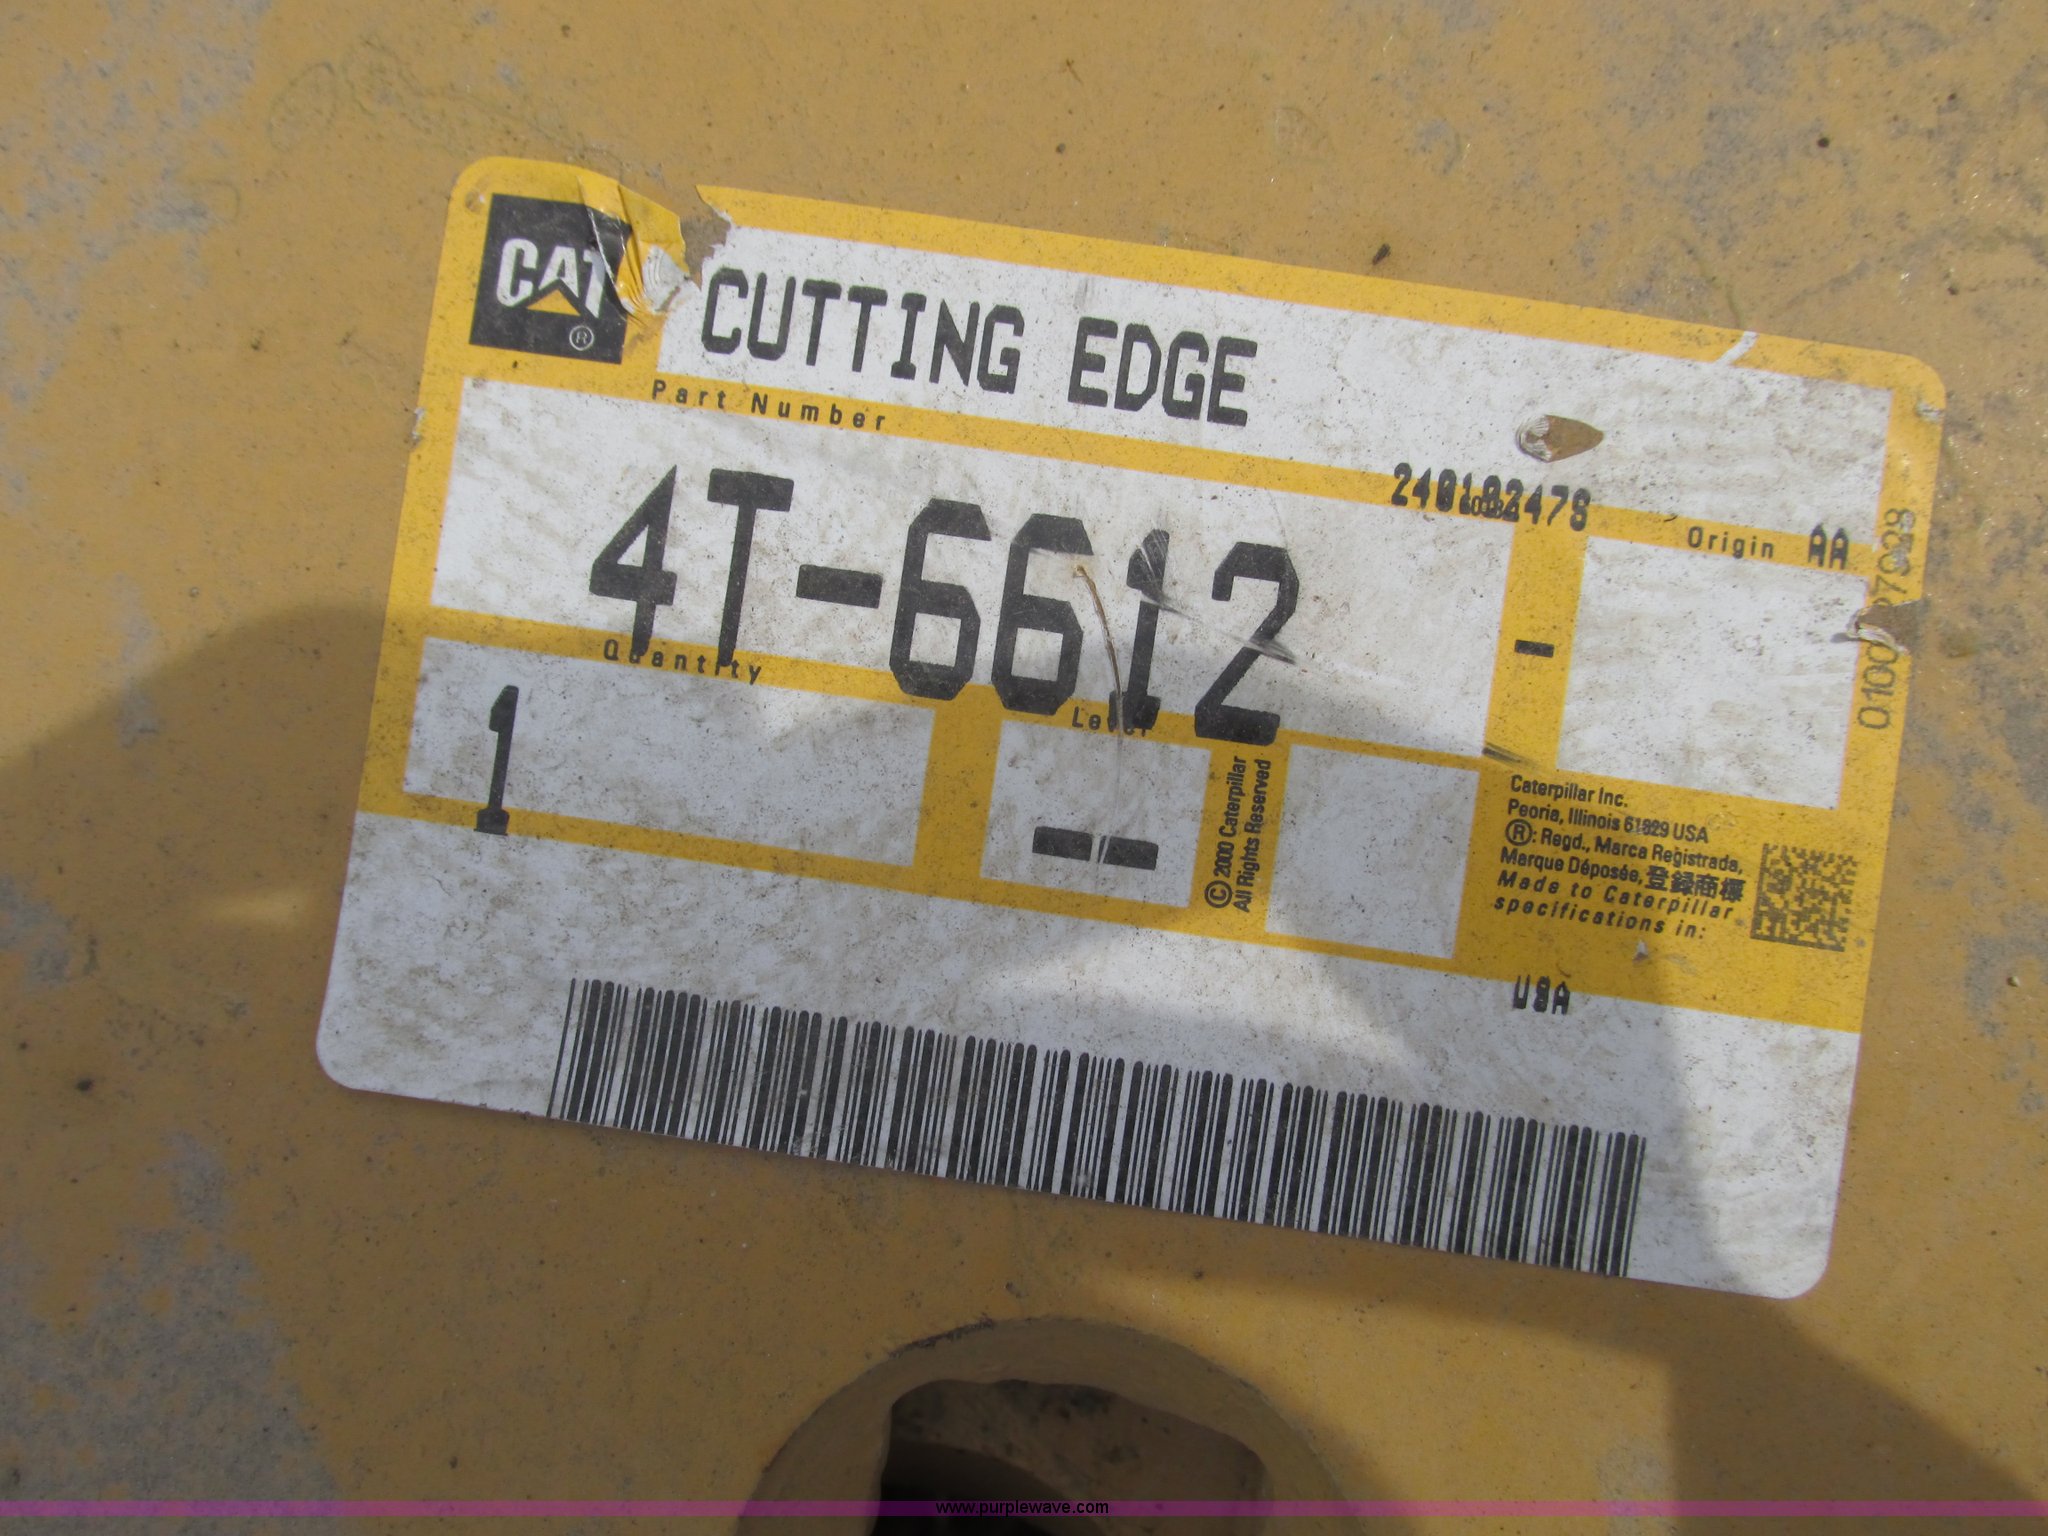 CAT ®
CUTTING EDGE
Part Number
4T-6612
Origin AA
Quantity
Level
1
--
-
© 2000 Caterpillar
All Rights Reserved
Caterpillar Inc.
Peoria, Illinois 61629 USA
®: Regd., Marca Registrada,
Marque Déposée, 登録商標
Made to Caterpillar
specifications in:
USA
www.purplewave.com